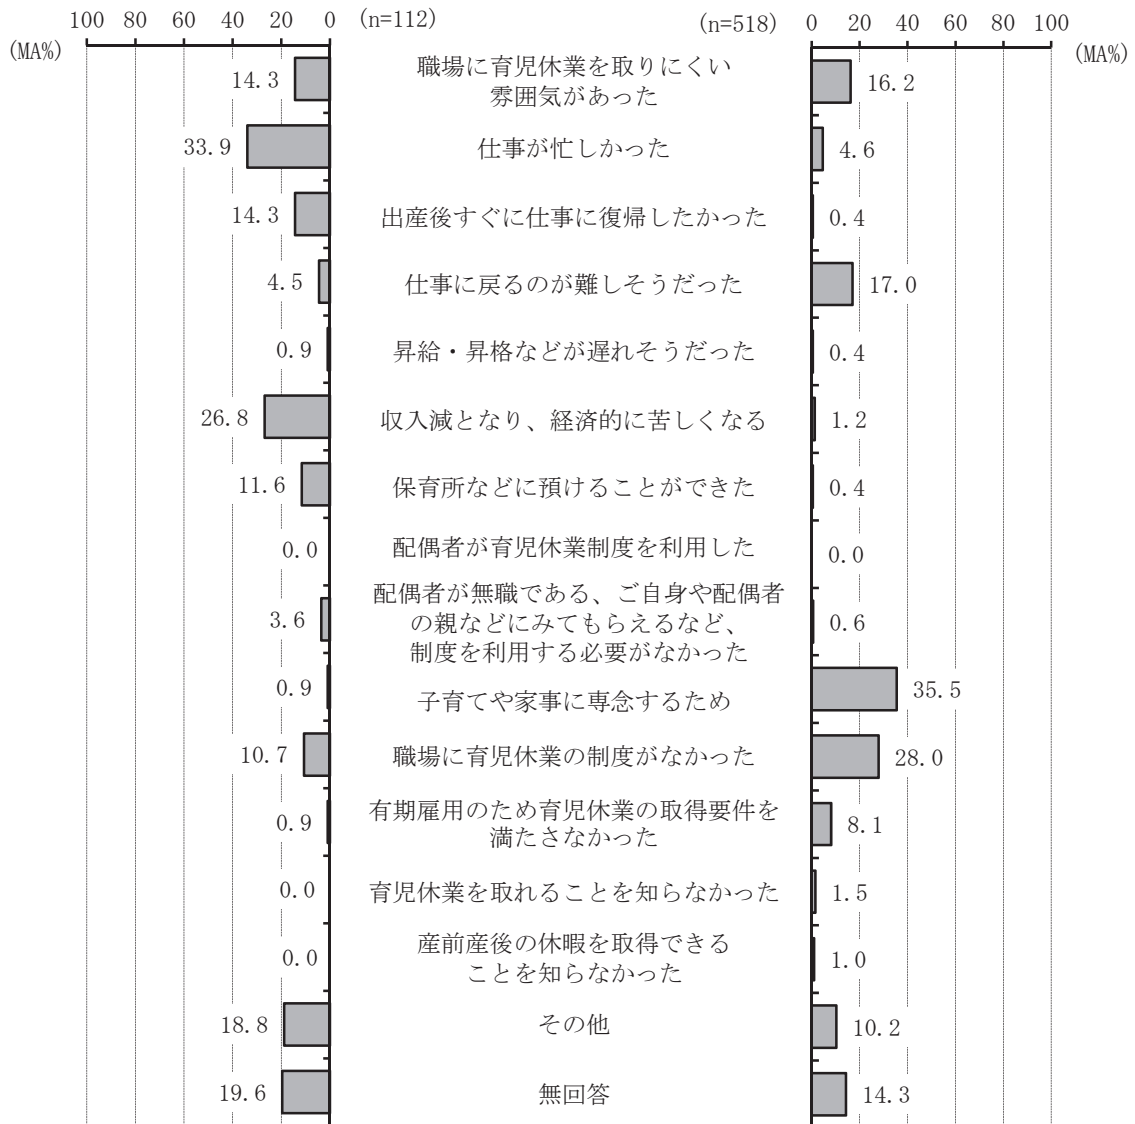 100 80 60 40 20 0 (n=112) (n=518) 0 20 40 60 80 100
(MA%) (MA%)
14.3 職場に育児休業を取りにくい 16.2
雰囲気があった
33.9 仕事が忙しかった 4.6
14.3 出産後すぐに仕事に復帰したかった 0.4
4.5 仕事に戻るのが難しそうだった 17.0
0.9 昇給・昇格などが遅れそうだった 0.4
26.8 収入減となり、経済的に苦しくなる 1.2
11.6 保育所などに預けることができた 0.4
0.0 配偶者が育児休業制度を利用した 0.0
配偶者が無職である、ご自身や配偶者
3.6 の親などにみてもらえるなど、 0.6
制度を利用する必要がなかった
0.9 子育てや家事に専念するため 35.5
10.7 職場に育児休業の制度がなかった 28.0
0.9 有期雇用のため育児休業の取得要件を 8.1
満たさなかった
0.0 育児休業を取れることを知らなかった 1.5
0.0 産前産後の休暇を取得できる 1.0
ことを知らなかった
18.8 その他 10.2
19.6 無回答 14.3